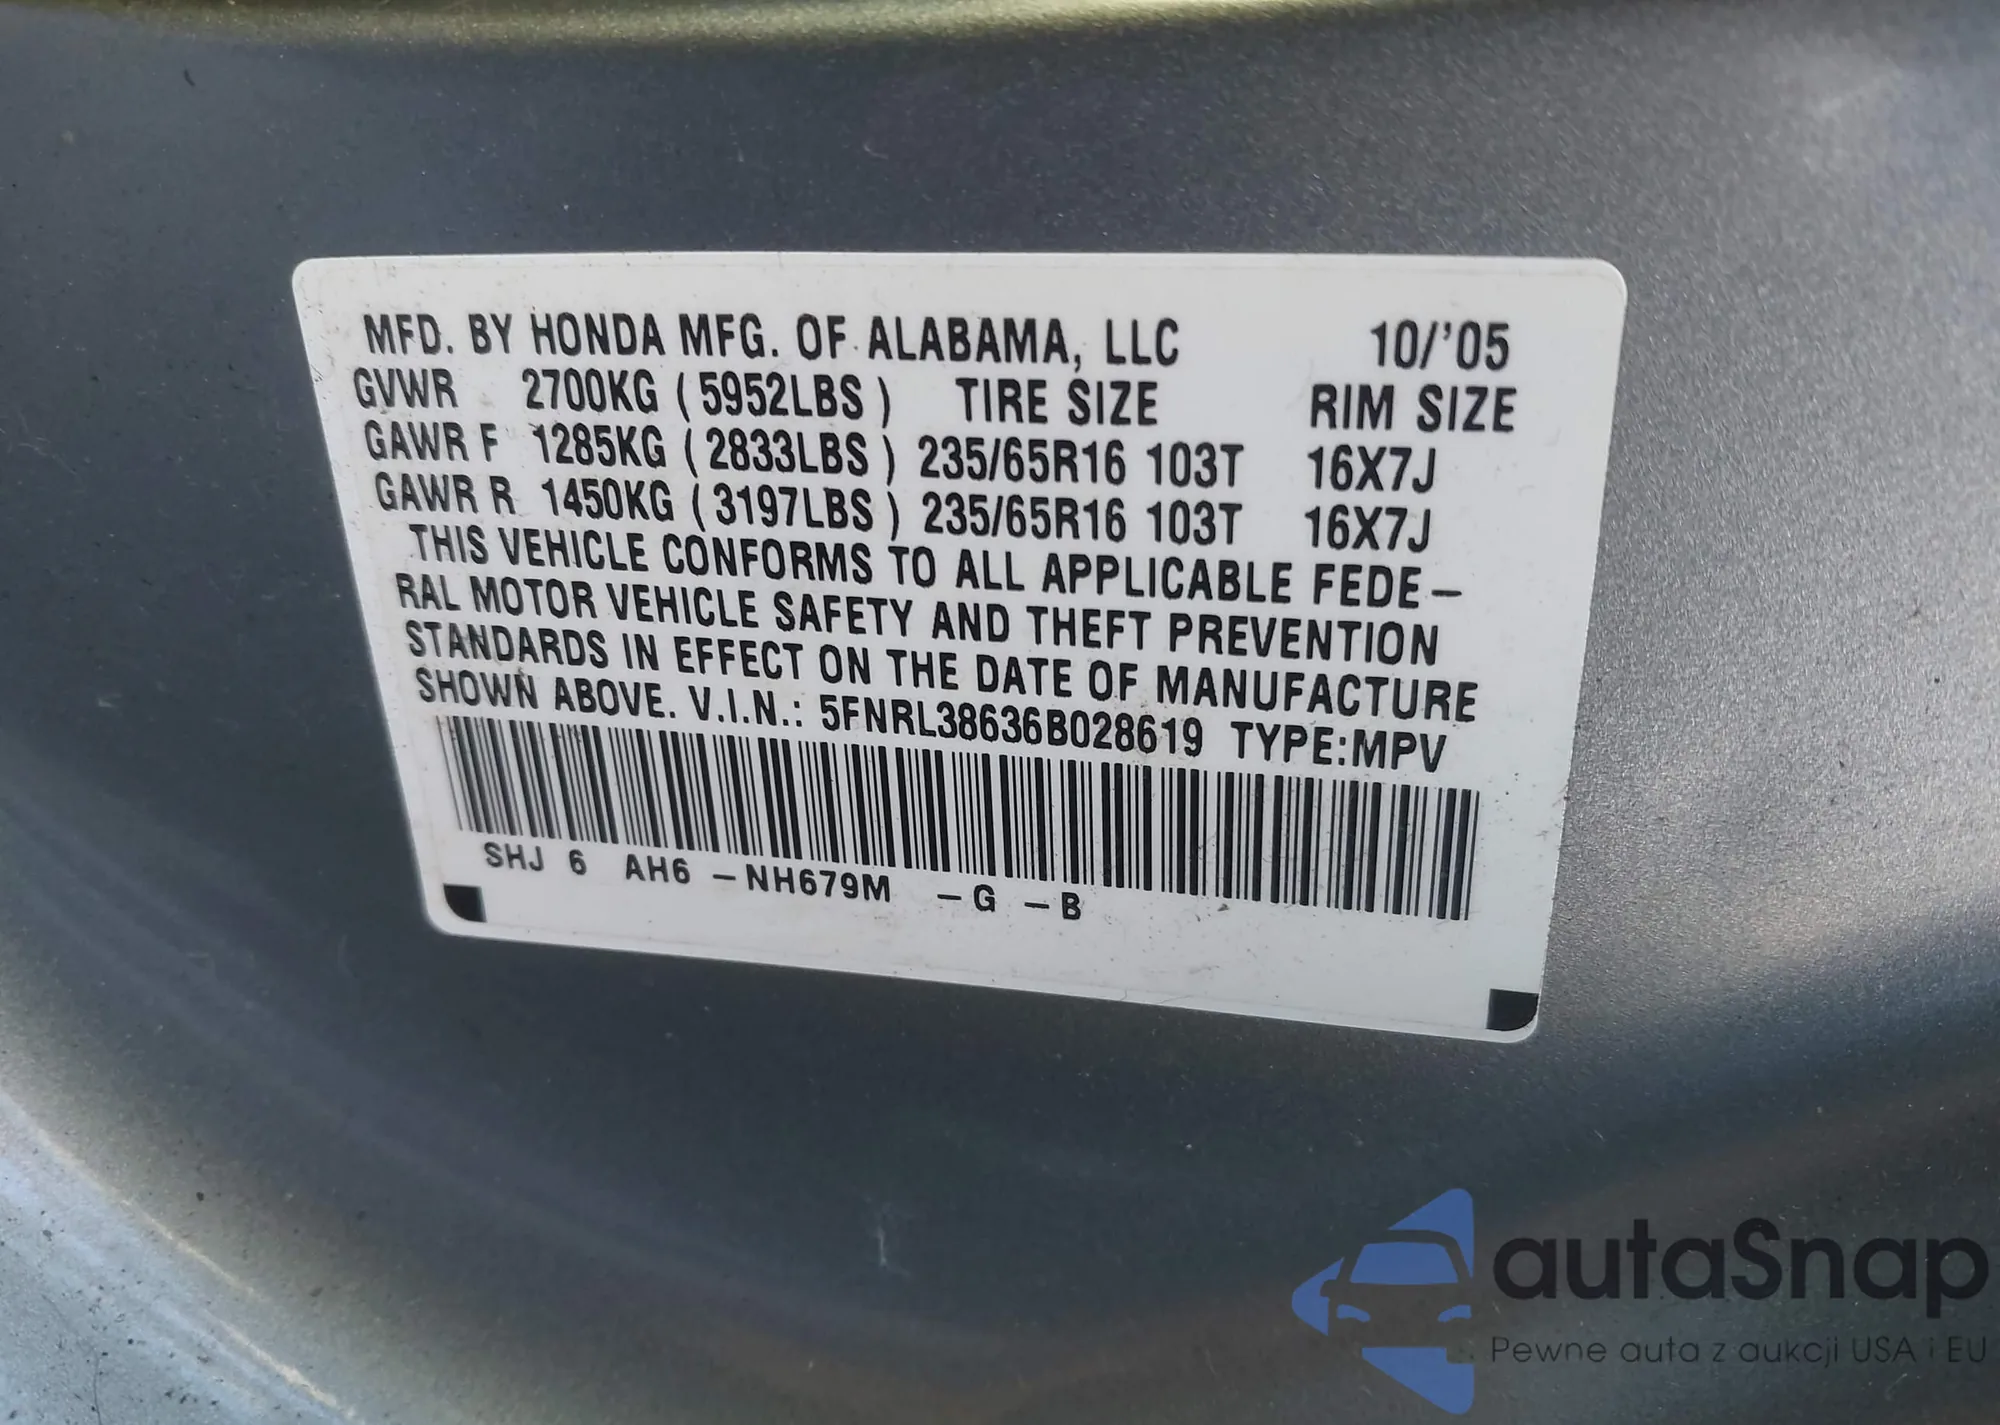 MFD. BY HONDA MFG. OF ALABAMA, LLC 10/'05
GVWR 2700KG (5952LBS) TIRE SIZE RIM SIZE
GAWR F 1285KG (2833LBS) 235/65R16 103T 16X7J
GAWR R 1450KG (3197LBS) 235/65R16 103T 16X7J
THIS VEHICLE CONFORMS TO ALL APPLICABLE FEDE-
RAL MOTOR VEHICLE SAFETY AND THEFT PREVENTION
STANDARDS IN EFFECT ON THE DATE OF MANUFACTURE
SHOWN ABOVE. V.I.N.: 5FNRL38636B028619 TYPE:MPV
SHJ 6 AH6 -NH679M -G -B
autaSnap
Pewne auta z aukcji USA i EU